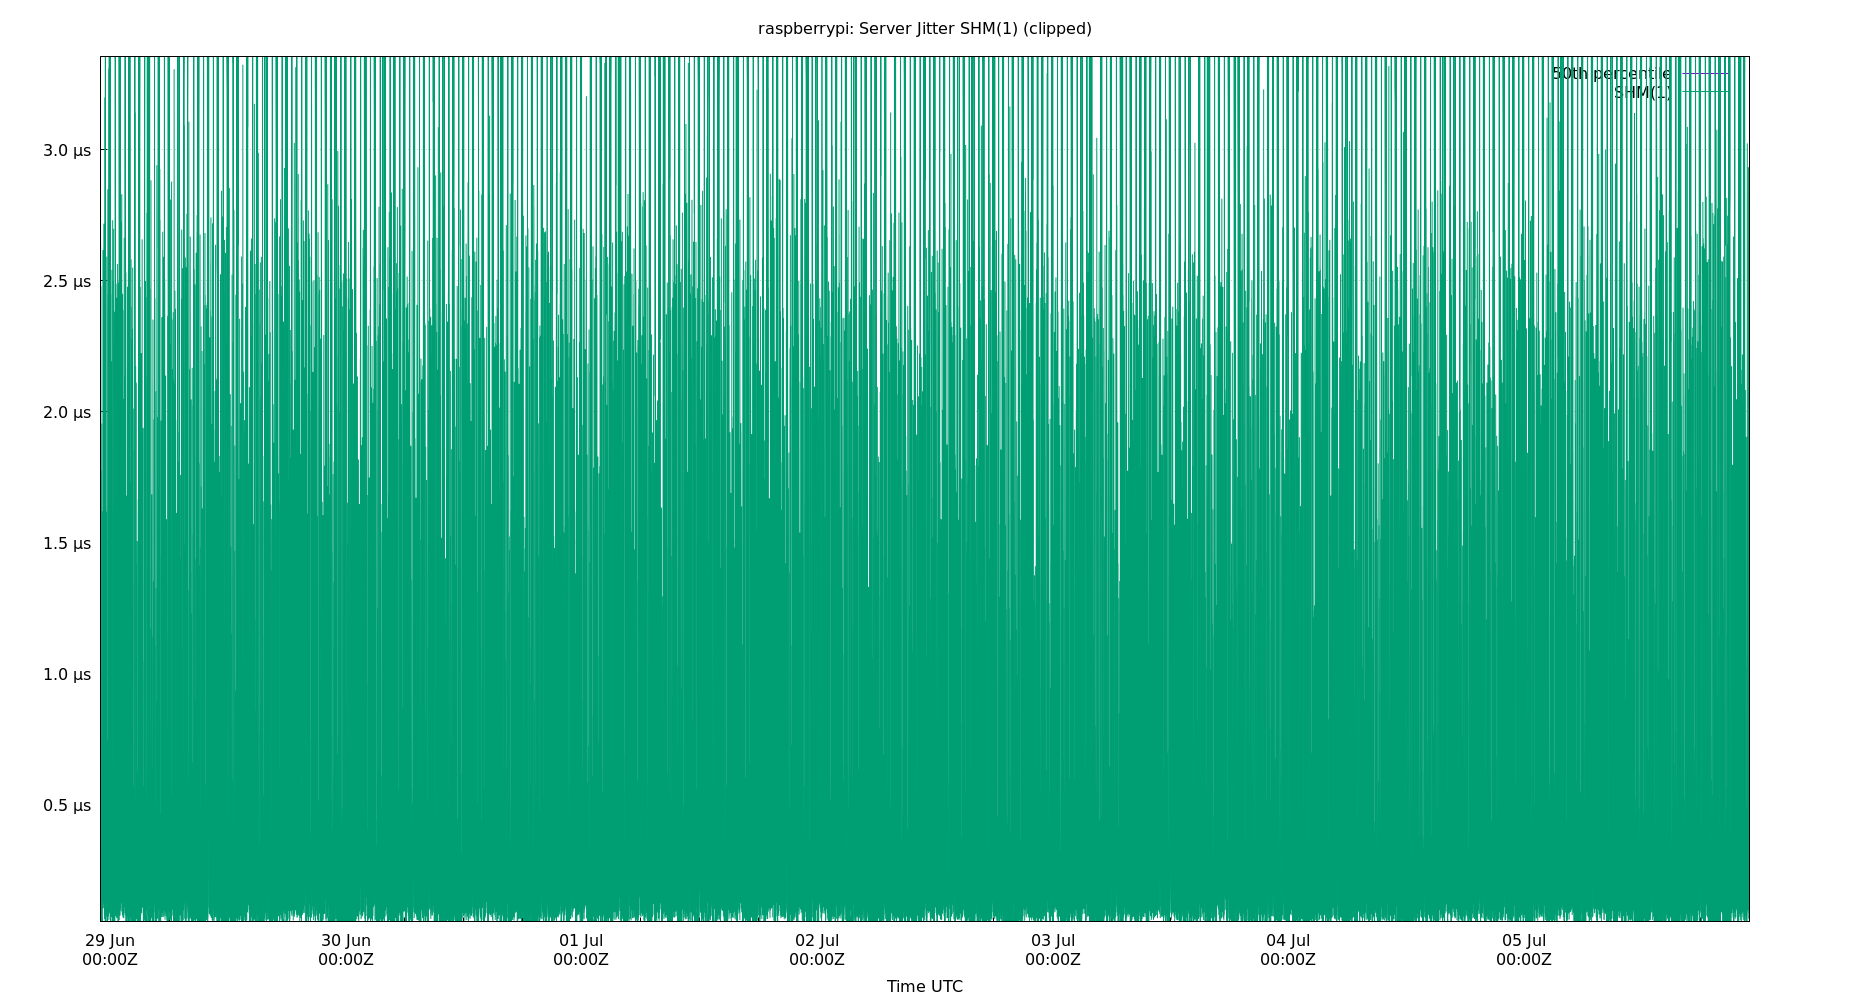 raspberrypi: Server Jitter SHM(1) (clipped)
50th percentile
SHM(1)
3.0 µs
2.5 µs
2.0 µs
1.5 µs
1.0 µs
0.5 µs
29 Jun 30 Jun 01 Jul 02 Jul 03 Jul 04 Jul 05 Jul
00:00Z 00:00Z 00:00Z 00:00Z 00:00Z 00:00Z 00:00Z
Time UTC